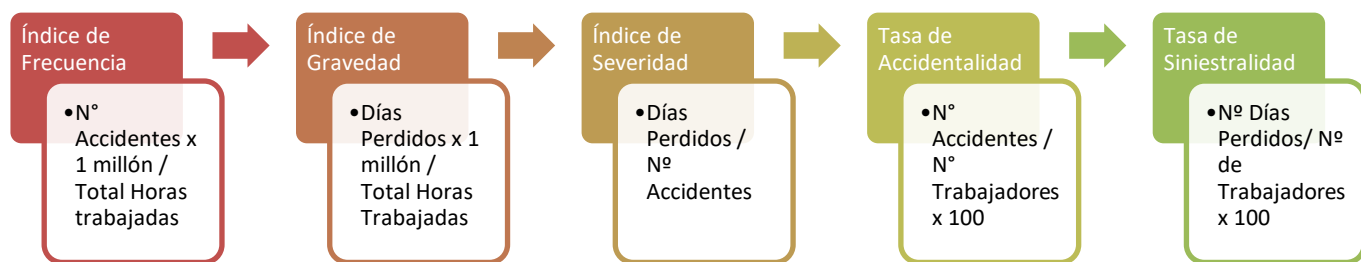 Índice de
Frecuencia
•N°
Accidentes x
1 millón /
Total Horas
trabajadas
Índice de
Gravedad
•Días
Perdidos x 1
millón /
Total Horas
Trabajadas
Índice de
Severidad
•Días
Perdidos /
Nº
Accidentes
Tasa de
Accidentalidad
•N°
Accidentes /
N°
Trabajadores
x 100
Tasa de
Siniestralidad
•Nº Días
Perdidos/ Nº
de
Trabajadores
x 100